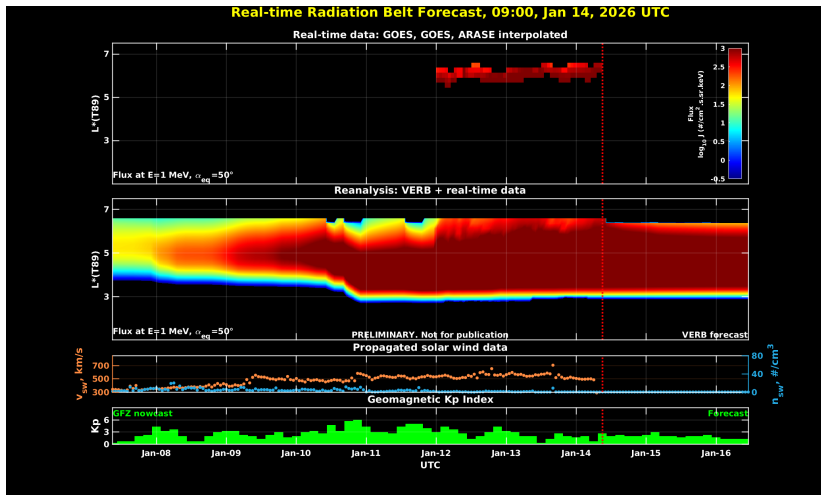 Real-time Radiation Belt Forecast, 09:00, Jan 14, 2026 UTC
Real-time data: GOES, GOES, ARASE interpolated
L*(T89)
7
5
3
Flux at E=1 MeV, αeq=50°
Flux
log10 J (#/cm2.s.sr.keV)
3
2.5
2
1.5
1
0.5
0
-0.5
Reanalysis: VERB + real-time data
L*(T89)
7
5
3
Flux at E=1 MeV, αeq=50°
PRELIMINARY. Not for publication
VERB forecast
Propagated solar wind data
vsw, km/s
700
500
300
80
40
0
nsw, #/cm3
Geomagnetic Kp Index
GFZ nowcast
Forecast
Kp
6
3
0
Jan-08 Jan-09 Jan-10 Jan-11 Jan-12 Jan-13 Jan-14 Jan-15 Jan-16
UTC